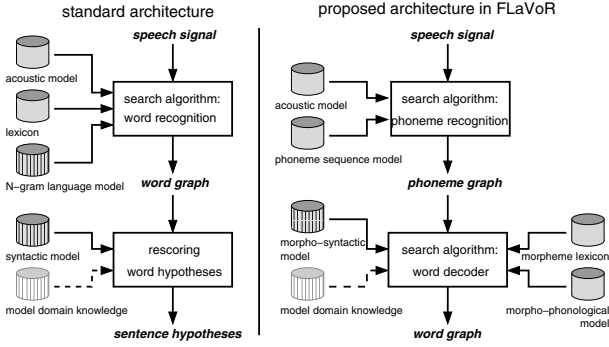 standard architecture
speech signal
acoustic model
search algorithm:
word recognition
lexicon
N-gram language model
word graph
syntactic model
rescoring
word hypotheses
model domain knowledge
sentence hypotheses
proposed architecture in FLaVoR
speech signal
acoustic model
search algorithm:
phoneme recognition
phoneme sequence model
phoneme graph
morpho-syntactic
model
search algorithm:
word decoder
morpheme lexicon
model domain knowledge
morpho-phonological
model
word graph